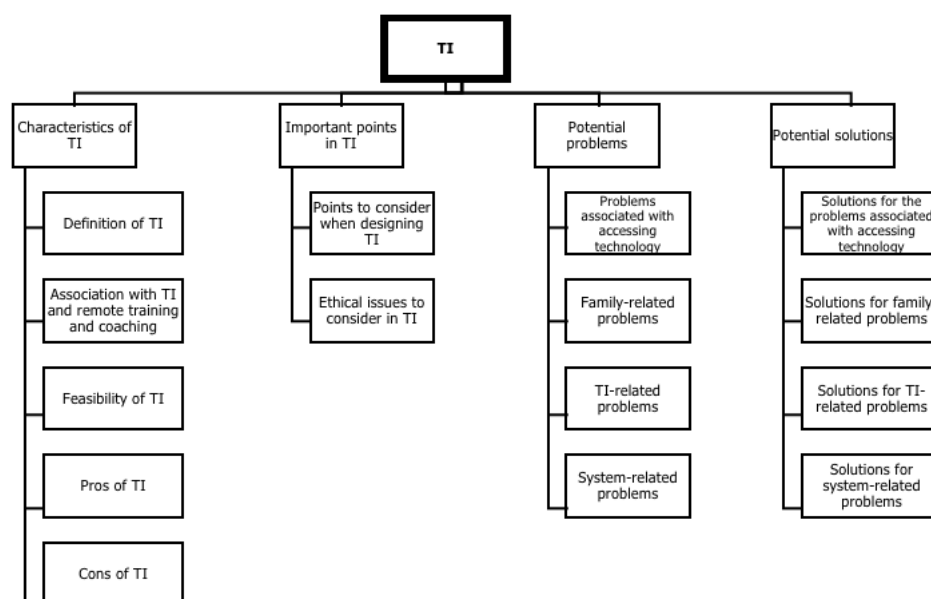 TI
Characteristics of
TI
Definition of TI
Association with TI
and remote training
and coaching
Feasibility of TI
Pros of TI
Cons of TI
Important points
in TI
Points to consider
when designing
TI
Ethical issues to
consider in TI
Potential
problems
Problems
associated with
accessing
technology
Family-related
problems
TI-related
problems
System-related
problems
Potential solutions
Solutions for the
problems associated
with accessing
technology
Solutions for family-
related problems
Solutions for TI-
related problems
Solutions for
system-related
problems